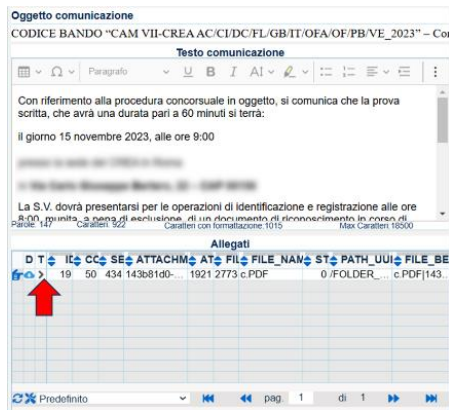 Oggetto comunicazione
CODICE BANDO “CAM VII-CREA AC/CI/DC/FL/GB/IT/OFA/OF/PB/VE_2023” – Con
Testo comunicazione
Paragrafo U B I AI
Con riferimento alla procedura concorsuale in oggetto, si comunica che la prova
scritta, che avrà una durata pari a 60 minuti si terrà:
il giorno 15 novembre 2023, alle ore 9:00
La S.V. dovrà presentarsi per le operazioni di identificazione e registrazione alle ore
8:00, munita, a pena di esclusione, di un documento di riconoscimento in corso di
Parole: 147 Caratteri: 922 Caratteri con formattazione:1015 Max Caratteri:18500
Allegati
D T ID CC SE ATTACHM AT FIL FILE_NAM ST PATH_UUI FILE_BE
19 50 434 143b81d0-... 1921 2773 c.PDF 0 /FOLDER_... c.PDF|143...
Predefinito pag. 1 di 1